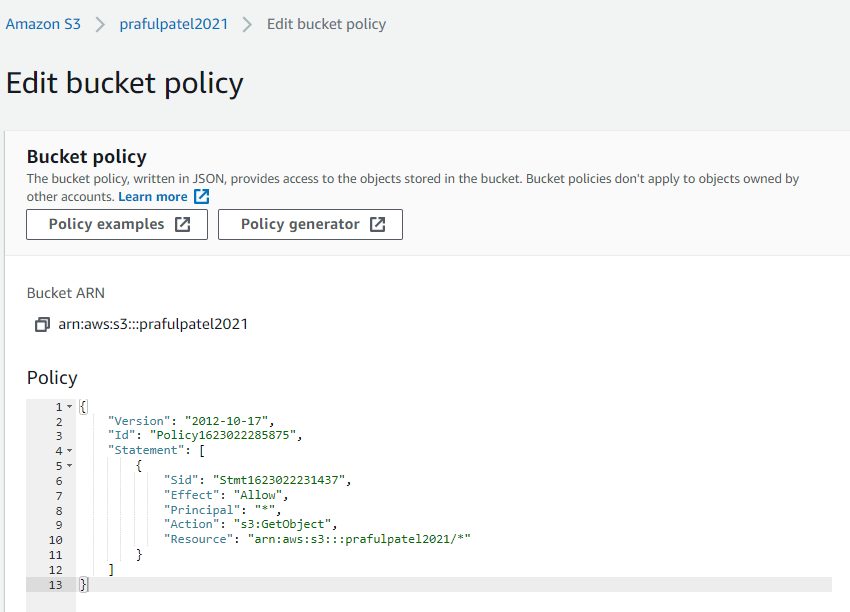 Amazon S3 > prafulpatel2021 > Edit bucket policy
Edit bucket policy
Bucket policy
The bucket policy, written in JSON, provides access to the objects stored in the bucket. Bucket policies don't apply to objects owned by
other accounts. Learn more
Policy examples Policy generator
Bucket ARN
arn:aws:s3:::prafulpatel2021
Policy
1 {
2 "Version": "2012-10-17",
3 "Id": "Policy1623022285875",
4 "Statement": [
5 {
6 "Sid": "Stmt1623022231437",
7 "Effect": "Allow",
8 "Principal": "*",
9 "Action": "s3:GetObject",
10 "Resource": "arn:aws:s3:::prafulpatel2021/*"
11 }
12 ]
13 }